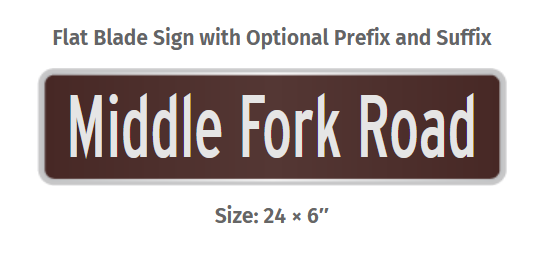 Flat Blade Sign with Optional Prefix and Suffix
Middle Fork Road
Size: 24 × 6″